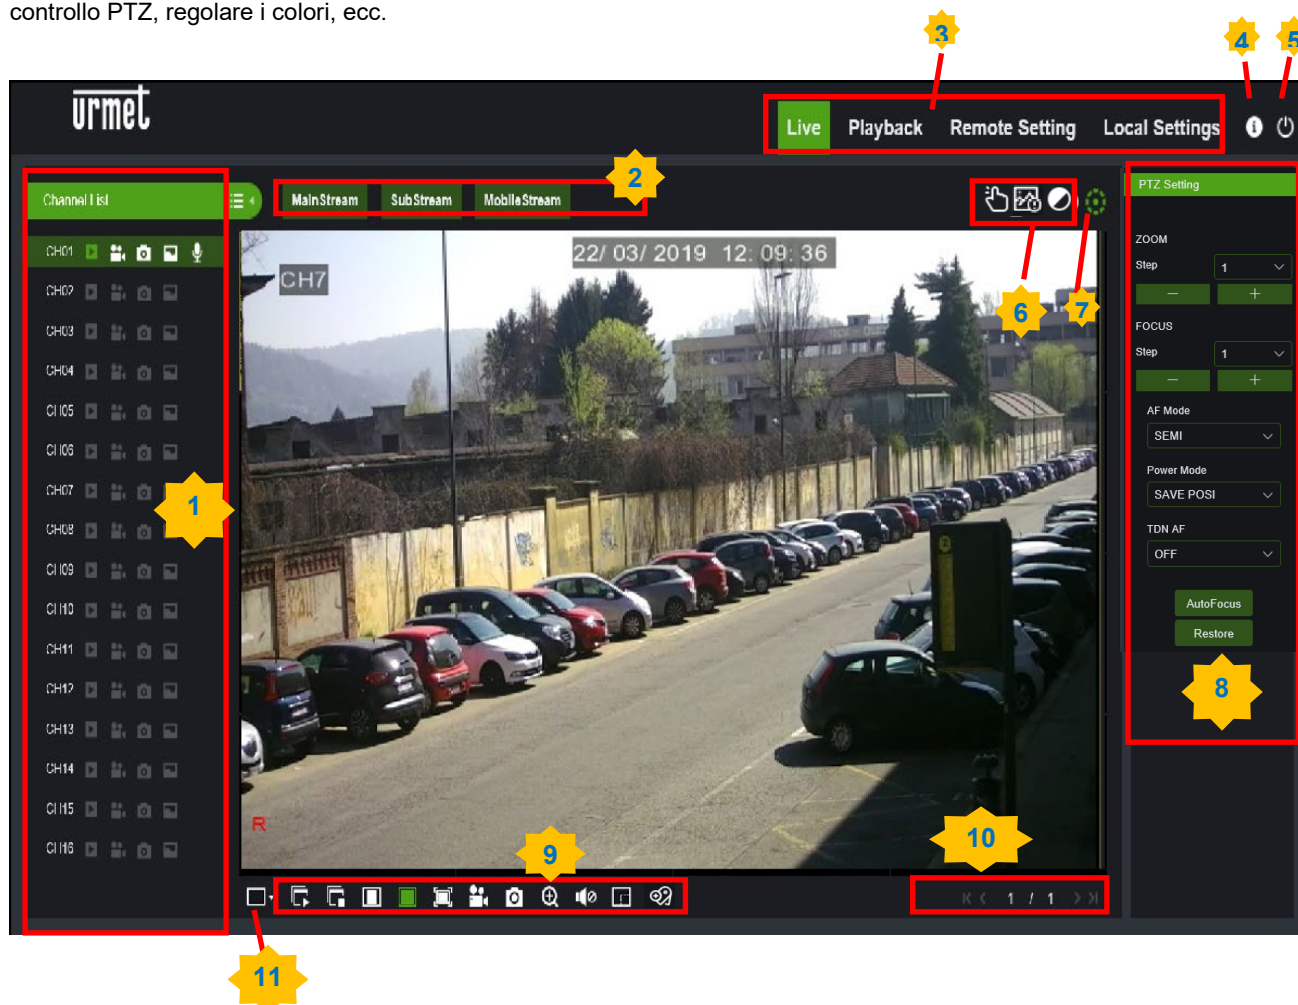 controllo PTZ, regolare i colori, ecc.
3
4
5
urmet
Live Playback Remote Setting Local Settings
2
Channel List
MainStream SubStream MobileStream
PTZ Setting
22/03/2019 12:09:36
CH7
6
7
ZOOM
Step 1
− +
FOCUS
Step 1
− +
AF Mode
SEMI
Power Mode
SAVE POSI
TDN AF
OFF
AutoFocus
Restore
8
CH01
CH02
CH03
CH04
CH05
CH06
CH07
1
CH08
CH09
CH10
CH11
CH12
CH13
CH14
CH15
CH16
R
9
10
1 / 1
11